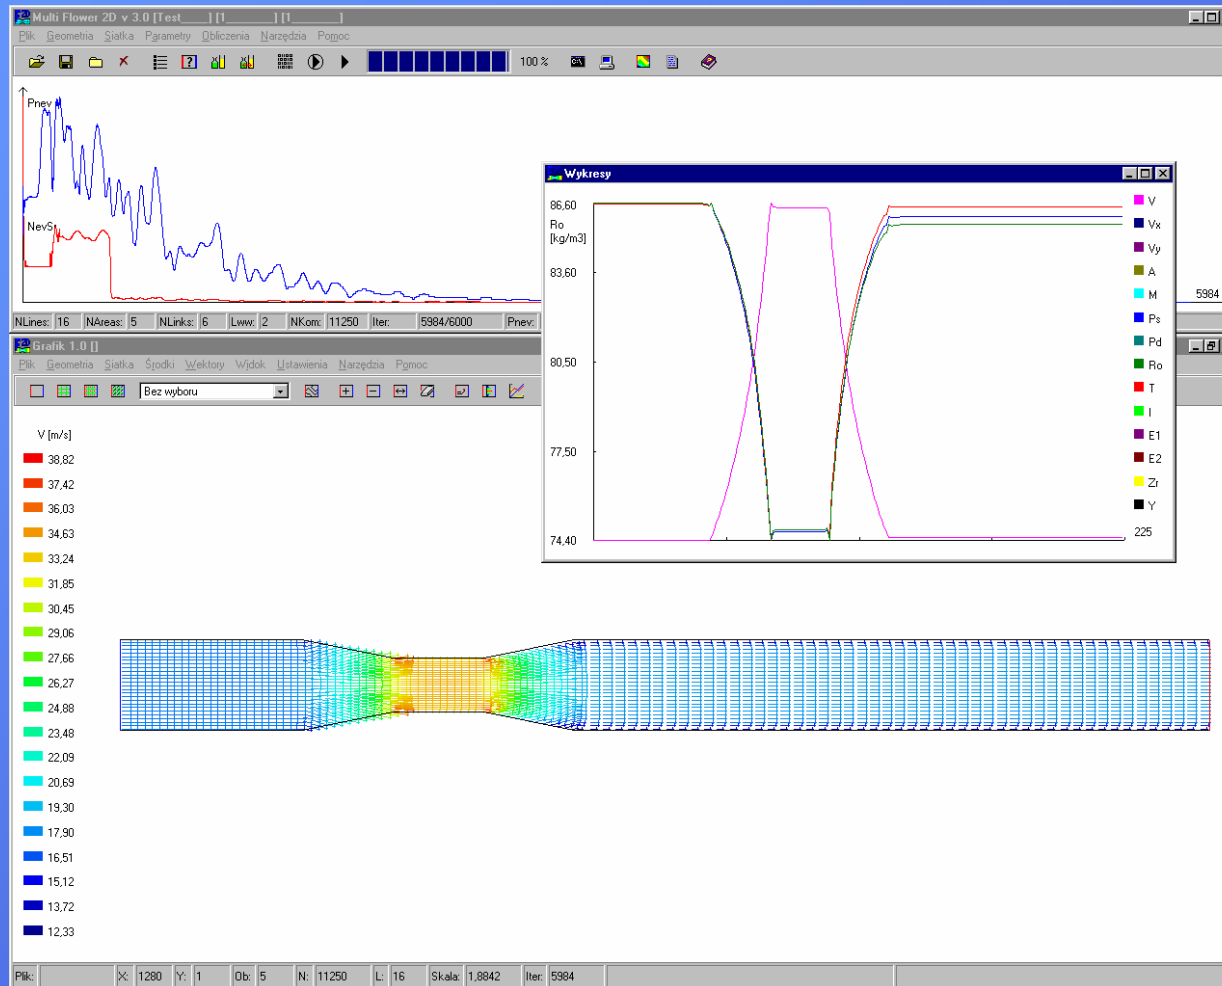 Multi Flower 2D v 3.0 [Test____] [1________] [1________]
Plik Geometria Siatka Parametry Obliczenia Narzędzia Pomoc
100 %
Pnev
NevS
5984
NLines: 16 NAreas: 5 NLinks: 6 Lww: 2 NKom: 11250 Iter: 5984/6000 Pnev:
Wykresy
86,60
Ro
[kg/m3]
83,60
80,50
77,50
74,40
V
Vx
Vy
A
M
Ps
Pd
Ro
T
I
E1
E2
Zr
Y
225
Grafik 1.0 []
Plik Geometria Siatka Środki Wektory Widok Ustawienia Narzędzia Pomoc
Bez wyboru
V [m/s]
38,82
37,42
36,03
34,63
33,24
31,85
30,45
29,06
27,66
26,27
24,88
23,48
22,09
20,69
19,30
17,90
16,51
15,12
13,72
12,33
Plik: X: 1280 Y: 1 Ob: 5 N: 11250 L: 16 Skala: 1,8842 Iter: 5984